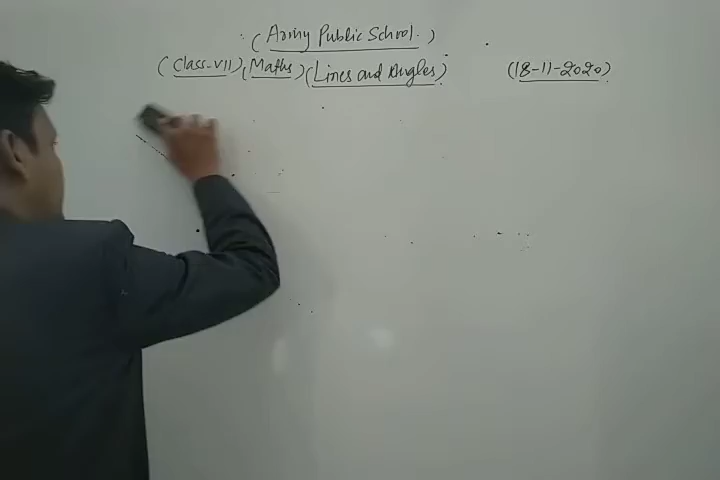 (Army Public School.)
(Class-VII) (Maths) (Lines and Angles) (18-11-2020)